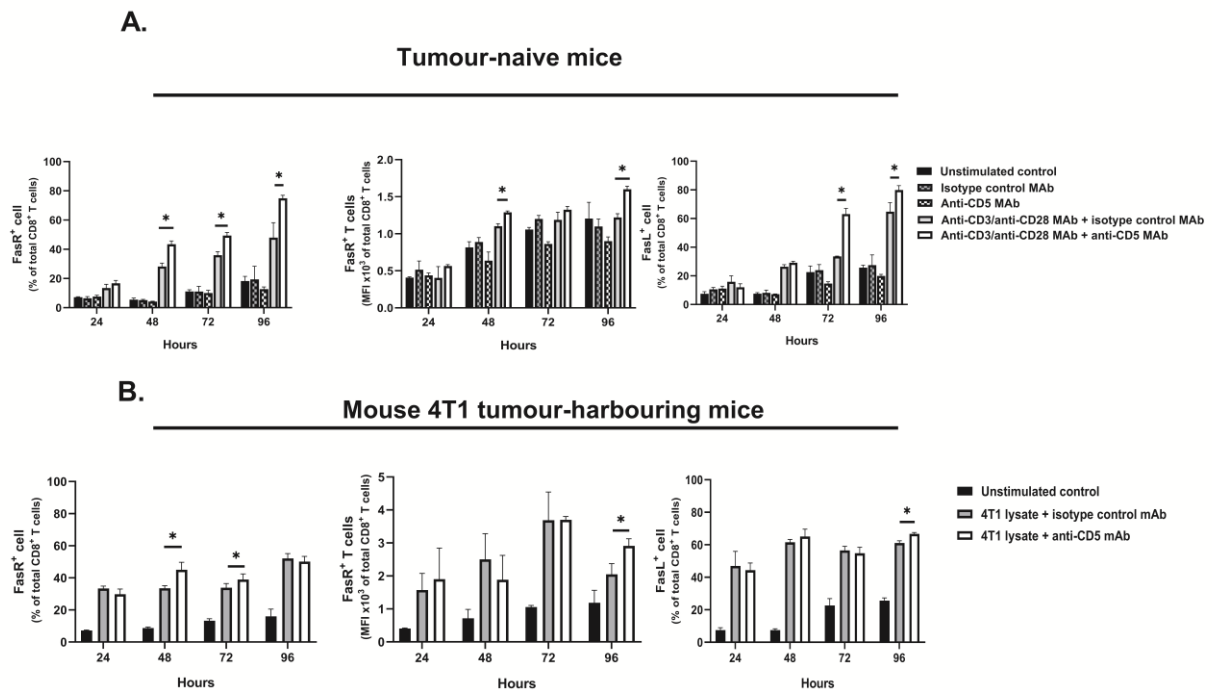 A.
Tumour-naive mice
FasR⁺ cell
(% of total CD8⁺ T cells)
100
80
60
40
20
0
* * *
24 48 72 96
Hours
FasR⁺ T cells
(MFI x10³ of total CD8⁺ T cells)
2.0
1.5
1.0
0.5
0.0
* *
24 48 72 96
Hours
FasL⁺ cell
(% of total CD8⁺ T cells)
100
80
60
40
20
0
* *
24 48 72 96
Hours
Unstimulated control
Isotype control MAb
Anti-CD5 MAb
Anti-CD3/anti-CD28 MAb + isotype control MAb
Anti-CD3/anti-CD28 MAb + anti-CD5 MAb
B.
Mouse 4T1 tumour-harbouring mice
FasR⁺ cell
(% of total CD8⁺ T cells)
100
80
60
40
20
0
* *
24 48 72 96
Hours
FasR⁺ T cells
(MFI x10³ of total CD8⁺ T cells)
5
4
3
2
1
0
*
24 48 72 96
Hours
FasL⁺ cell
(% of total CD8⁺ T cells)
100
80
60
40
20
0
*
24 48 72 96
Hours
Unstimulated control
4T1 lysate + isotype control mAb
4T1 lysate + anti-CD5 mAb